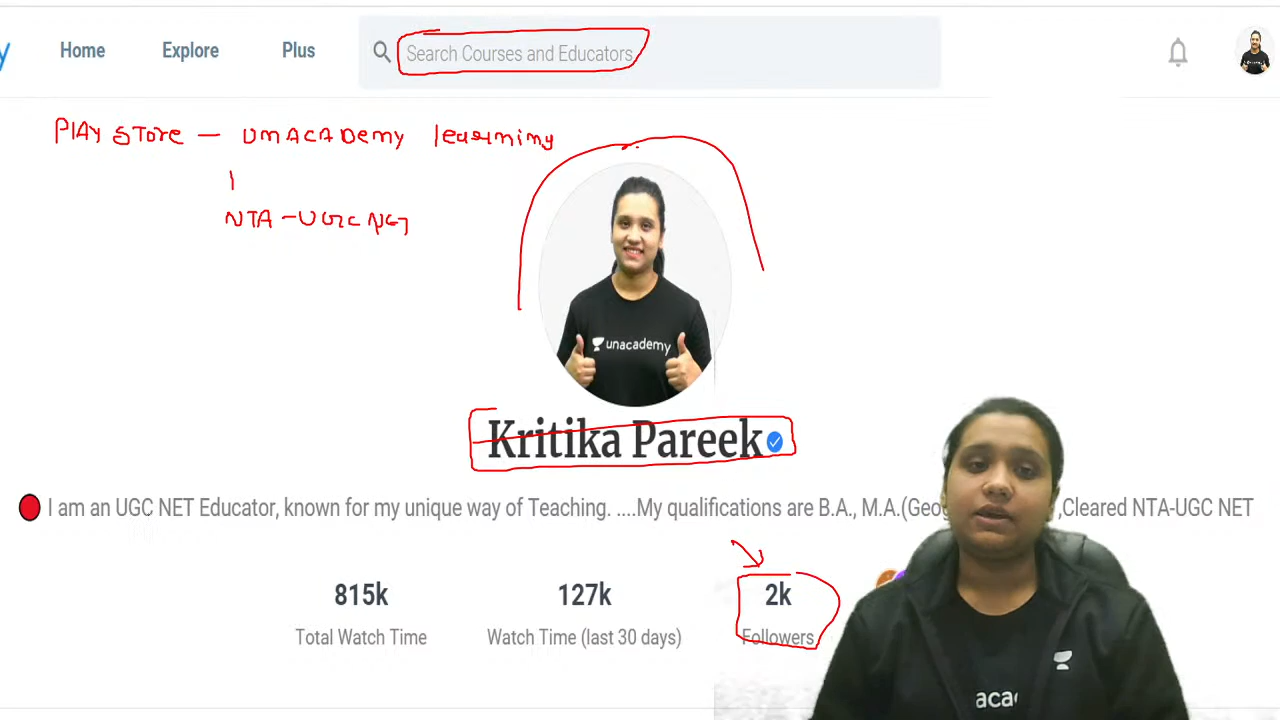 y Home Explore Plus Search Courses and Educators
PlAy STore — UNACADemy learning
NTA - UGC NET
unacademy
Kritika Pareek
I am an UGC NET Educator, known for my unique way of Teaching. ....My qualifications are B.A., M.A.(Geog ,Cleared NTA-UGC NET
815k 127k 2k
Total Watch Time Watch Time (last 30 days) Followers
aca